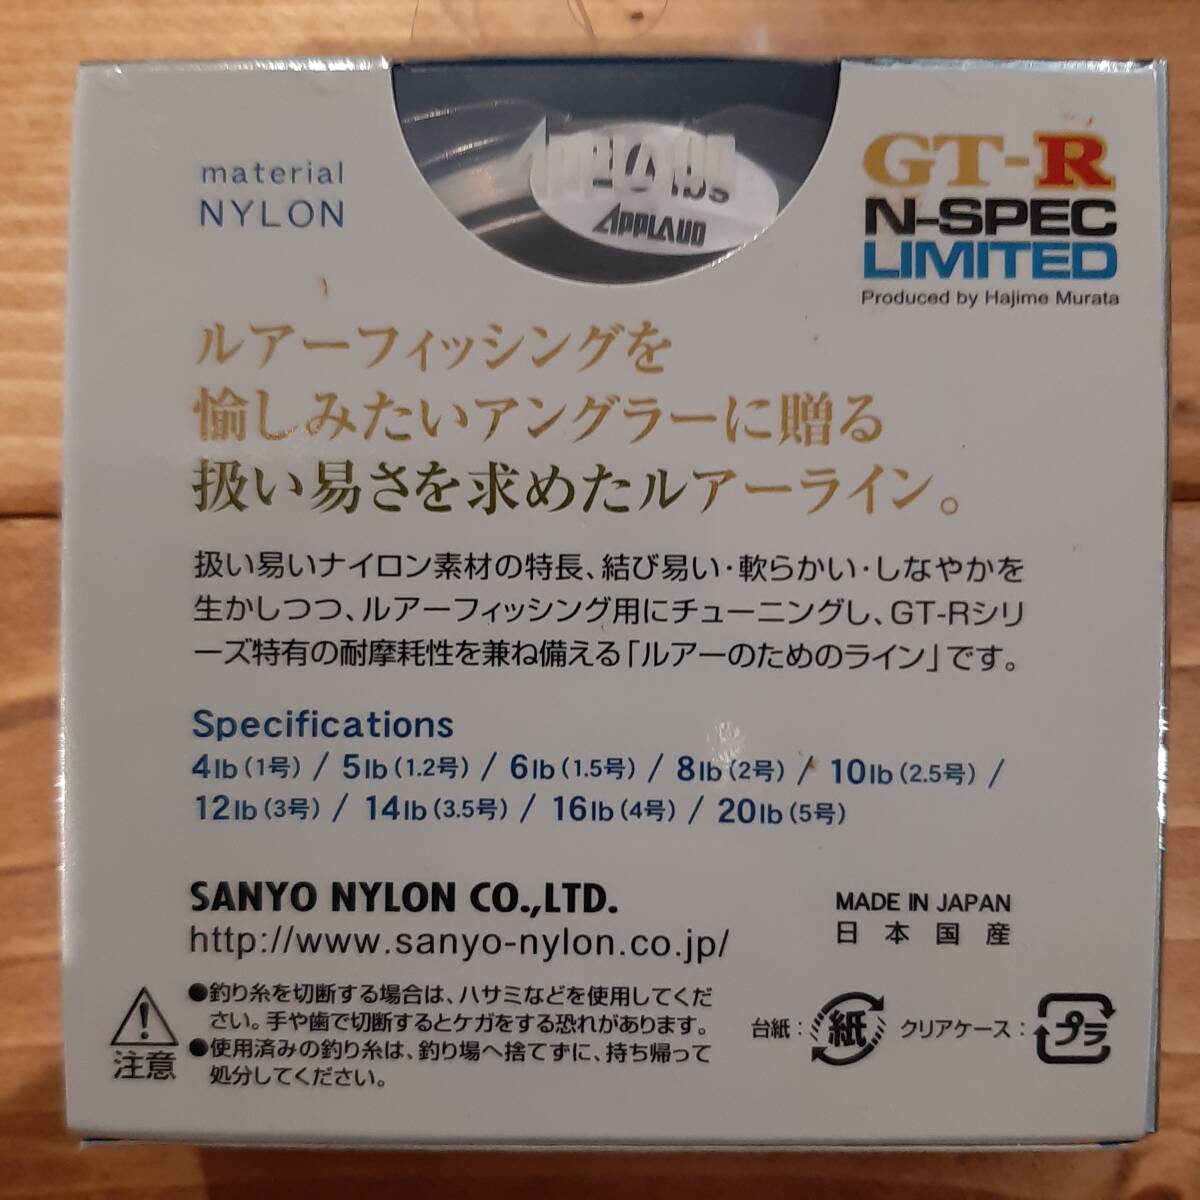 material
NYLON
APPLAUD
GT-R
N-SPEC
LIMITED
Produced by Hajime Murata
ルアーフィッシングを
愉しみたいアングラーに贈る
扱い易さを求めたルアーライン。
扱い易いナイロン素材の特長、結び易い・軟らかい・しなやかを
生かしつつ、ルアーフィッシング用にチューニングし、GT-Rシリ
ーズ特有の耐摩耗性を兼ね備える「ルアーのためのライン」です。
Specifications
4lb(1号) / 5lb(1.2号) / 6lb(1.5号) / 8lb(2号) / 10lb(2.5号) /
12lb(3号) / 14lb(3.5号) / 16lb(4号) / 20lb(5号)
SANYO NYLON CO.,LTD.
http://www.sanyo-nylon.co.jp/
MADE IN JAPAN
日本国産
注意
●釣り糸を切断する場合は、ハサミなどを使用してくだ
さい。手や歯で切断するとケガをする恐れがあります。
●使用済みの釣り糸は、釣り場へ捨てずに、持ち帰って
処分してください。
台紙: 紙 クリアケース: プラ